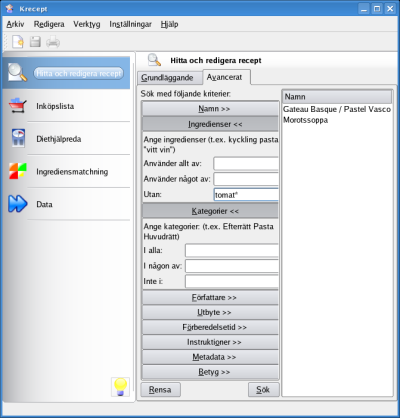 Krecept
Arkiv Redigera Verktyg Inställningar Hjälp
Hitta och redigera recept
Inköpslista
Diethjälpreda
Ingrediensmatchning
Data
Hitta och redigera recept
Grundläggande Avancerat
Sök med följande kriterier:
Namn >>
Ingredienser <<
Ange ingredienser (t.ex. kyckling pasta
"vitt vin")
Använder allt av:
Använder något av:
Utan: tomat*
Kategorier <<
Ange kategorier: (t.ex. Efterrätt Pasta
Huvudrätt)
I alla:
I någon av:
Inte i:
Författare >>
Utbyte >>
Förberedelsetid >>
Instruktioner >>
Metadata >>
Betyg >>
Rensa Sök
Namn
Gateau Basque / Pastel Vasco
Morotssoppa